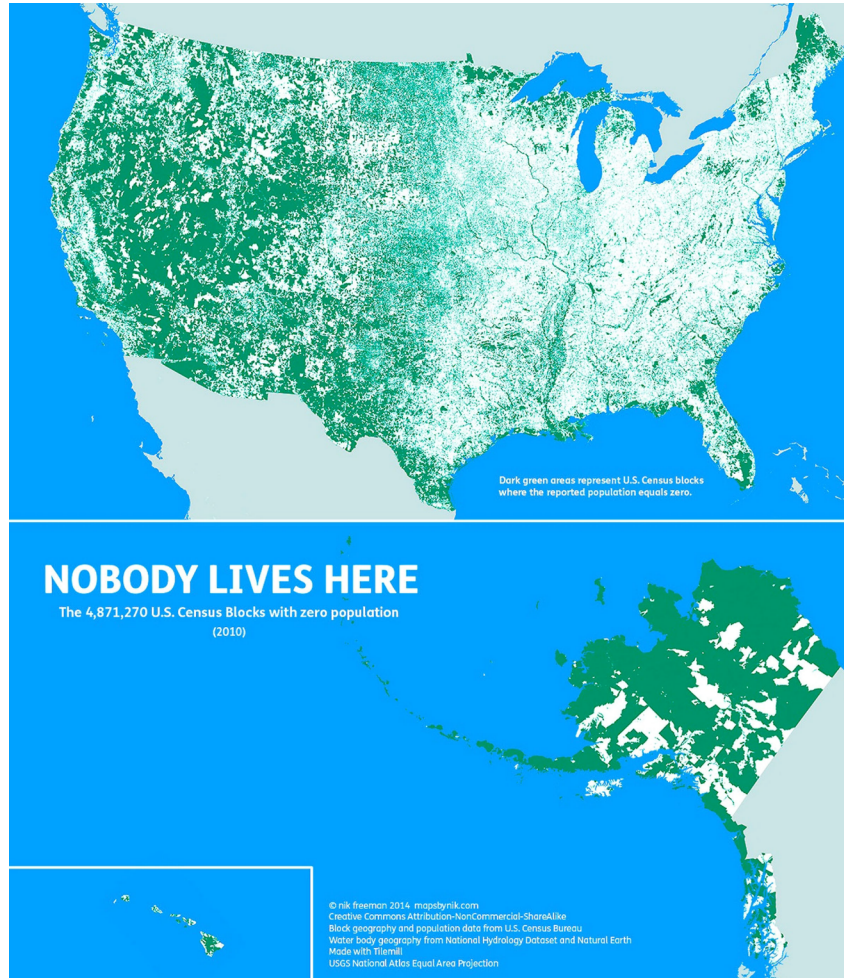 Dark green areas represent U.S. Census blocks
where the reported population equals zero.
NOBODY LIVES HERE
The 4,871,270 U.S. Census Blocks with zero population
(2010)
© nik freeman 2014 mapsbynik.com
Creative Commons Attribution-NonCommercial-ShareAlike
Block geography and population data from U.S. Census Bureau
Water body geography from National Hydrology Dataset and Natural Earth
Made with Tilemill
USGS National Atlas Equal Area Projection